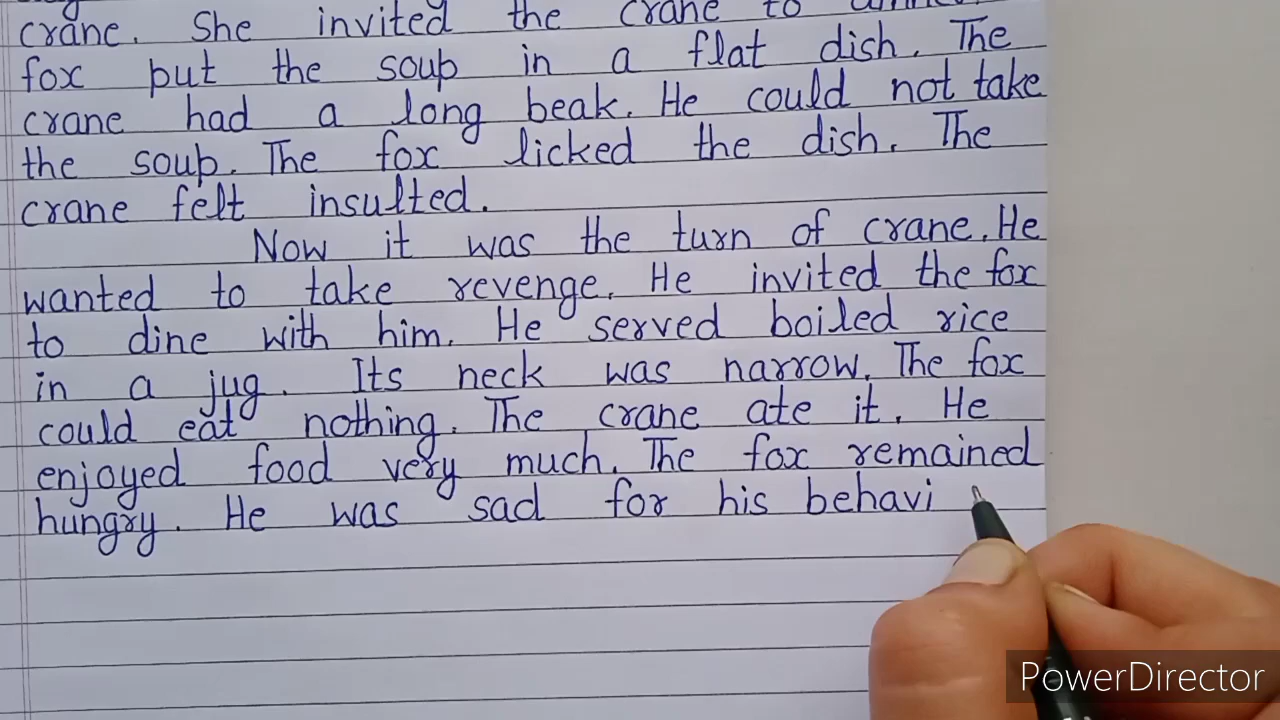 crane. She invited the crane to
fox put the soup in a flat dish. The
crane had a long beak. He could not take
the soup. The fox licked the dish. The
crane felt insulted.
Now it was the turn of crane. He
wanted to take revenge. He invited the fox
to dine with him. He served boiled rice
in a jug. Its neck was narrow. The fox
could eat nothing. The crane ate it. He
enjoyed food very much. The fox remained
hungry. He was sad for his behavi
PowerDirector